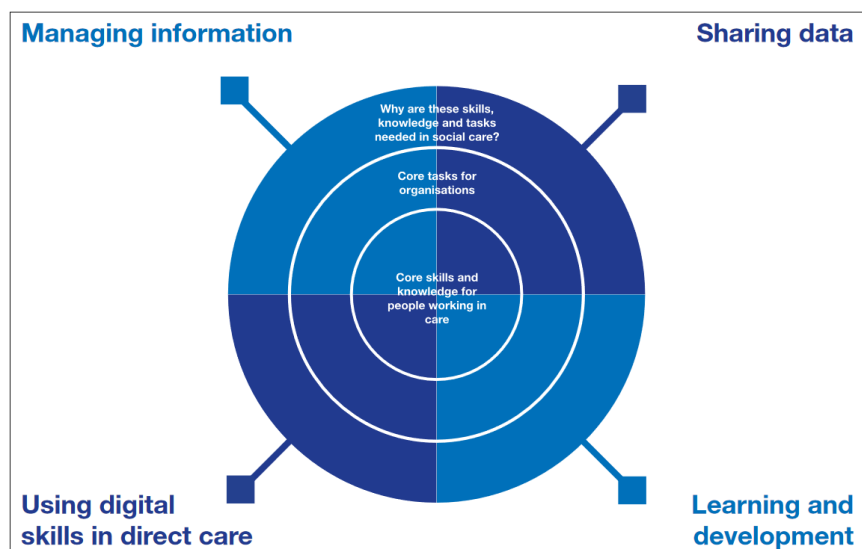 Managing information
Sharing data
Why are these skills,
knowledge and tasks
needed in social care?
Core tasks for
organisations
Core skills and
knowledge for
people working in
care
Using digital
skills in direct care
Learning and
development